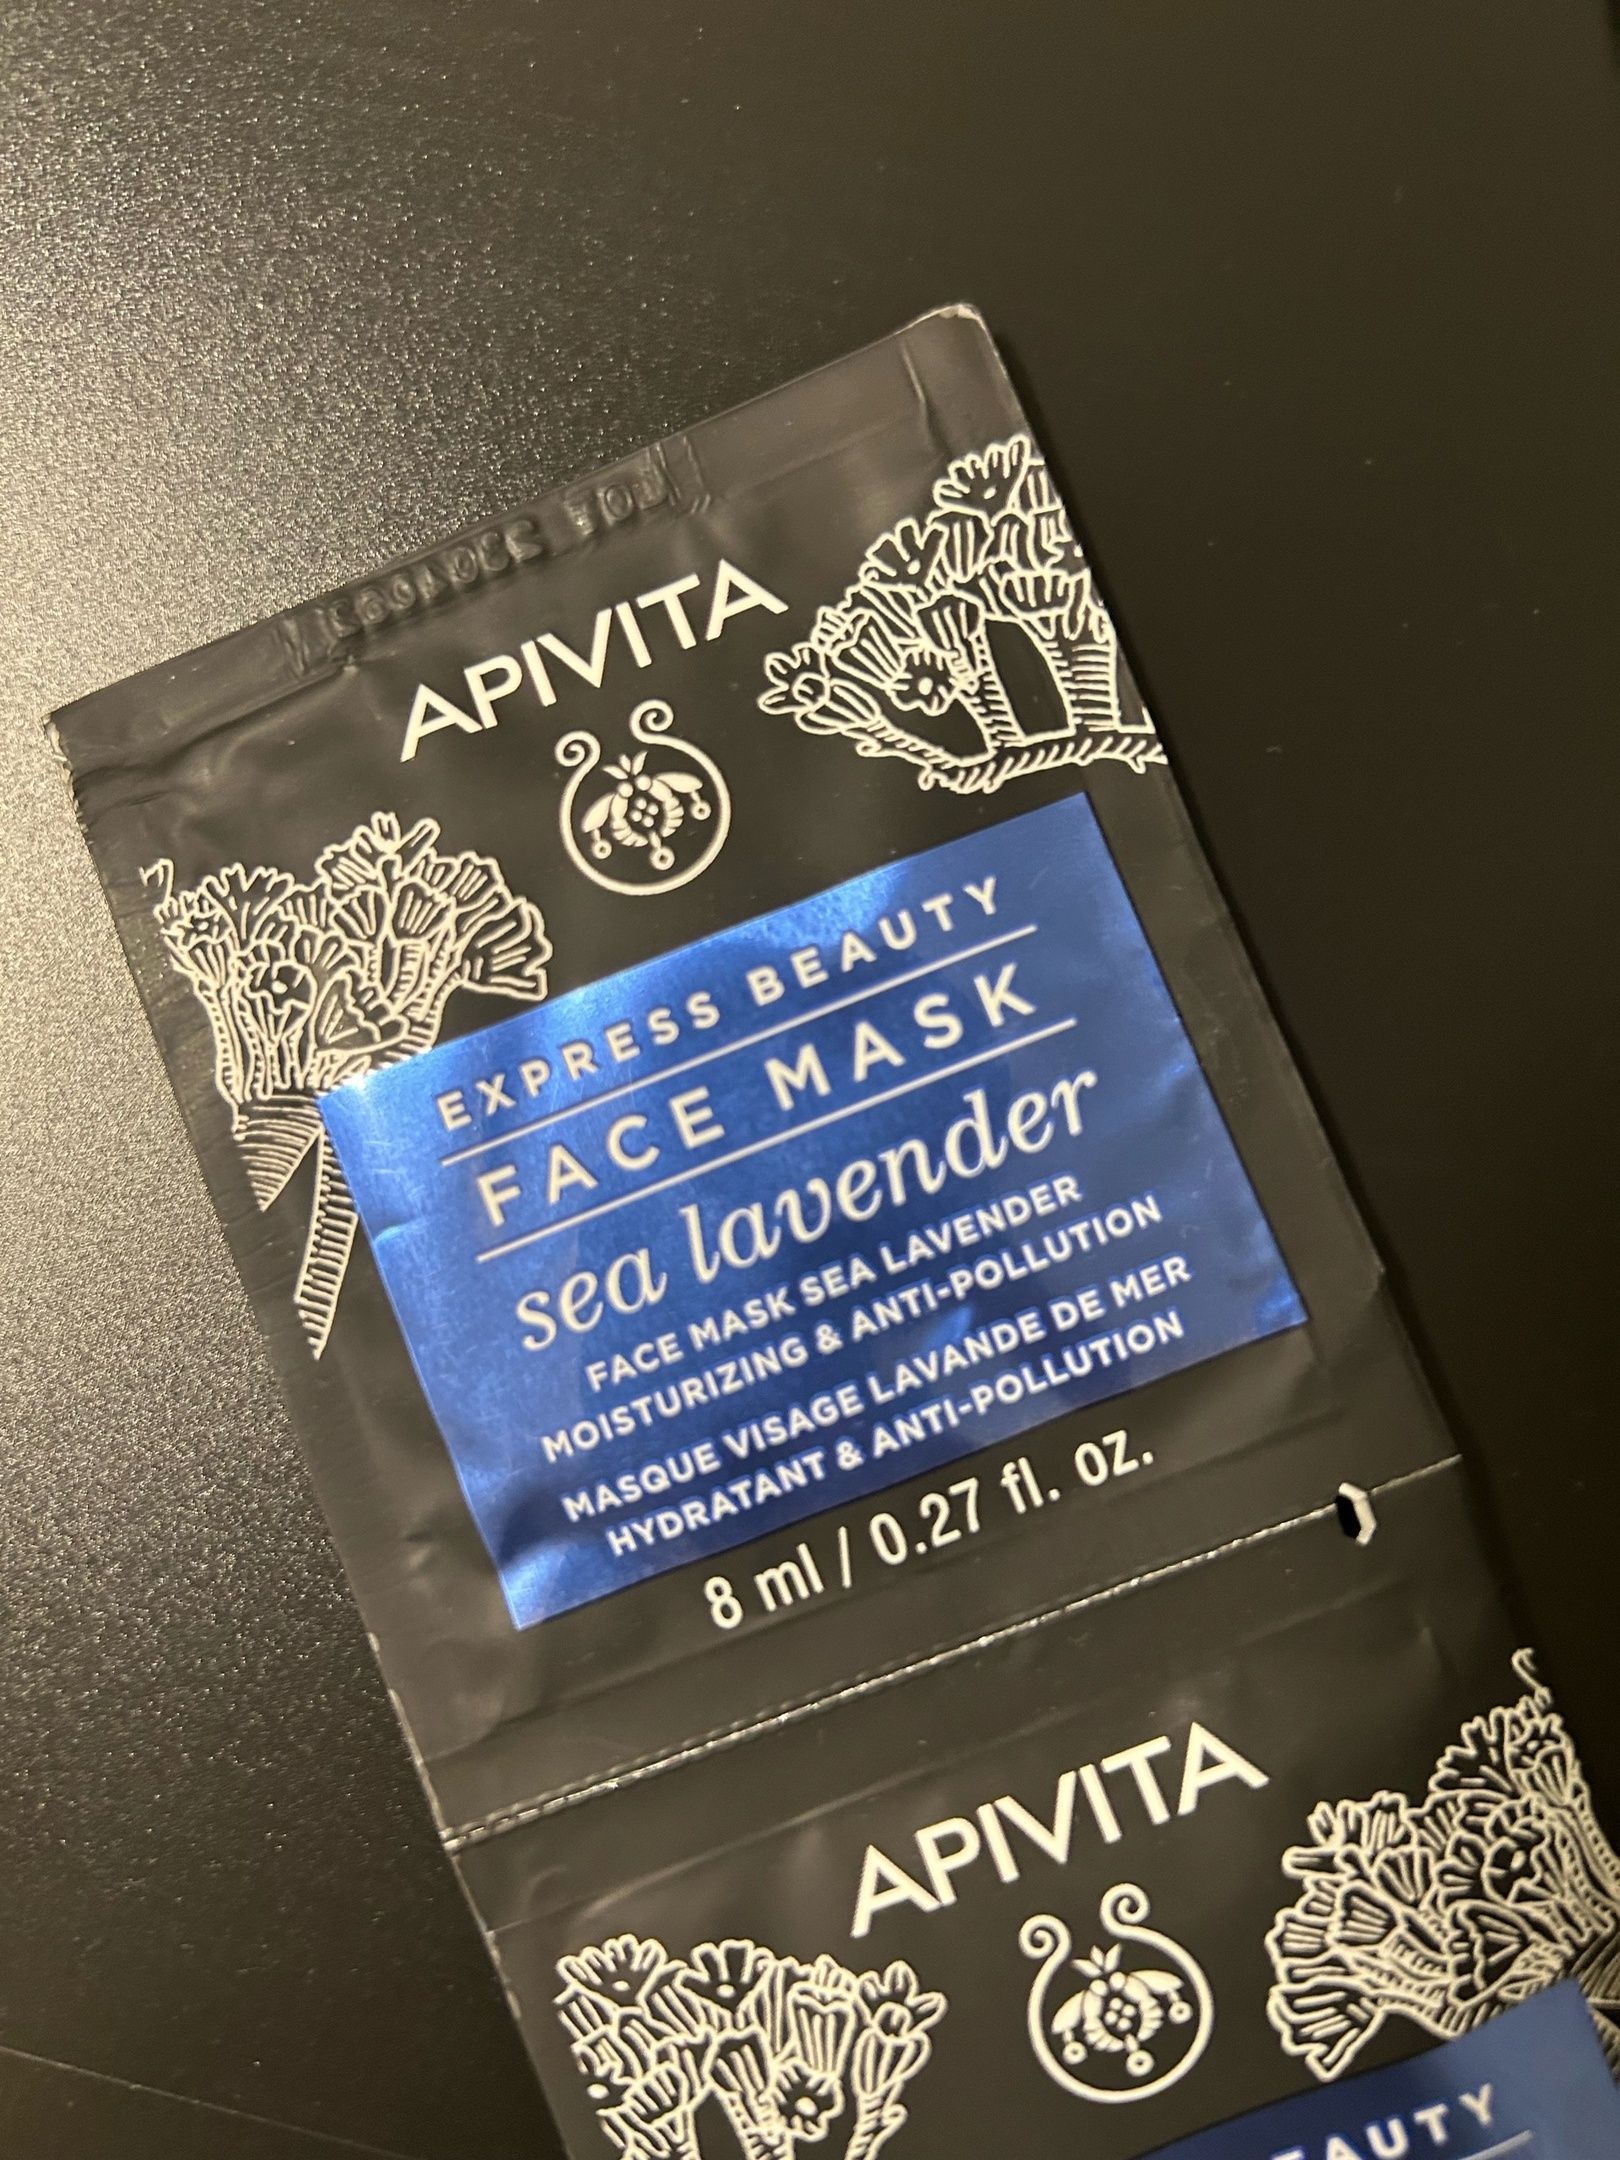 APIVITA
EXPRESS BEAUTY
FACE MASK
sea lavender
FACE MASK SEA LAVENDER
MOISTURIZING & ANTI-POLLUTION
MASQUE VISAGE LAVANDE DE MER
HYDRATANT & ANTI-POLLUTION
8 ml / 0.27 fl. oz.
APIVITA